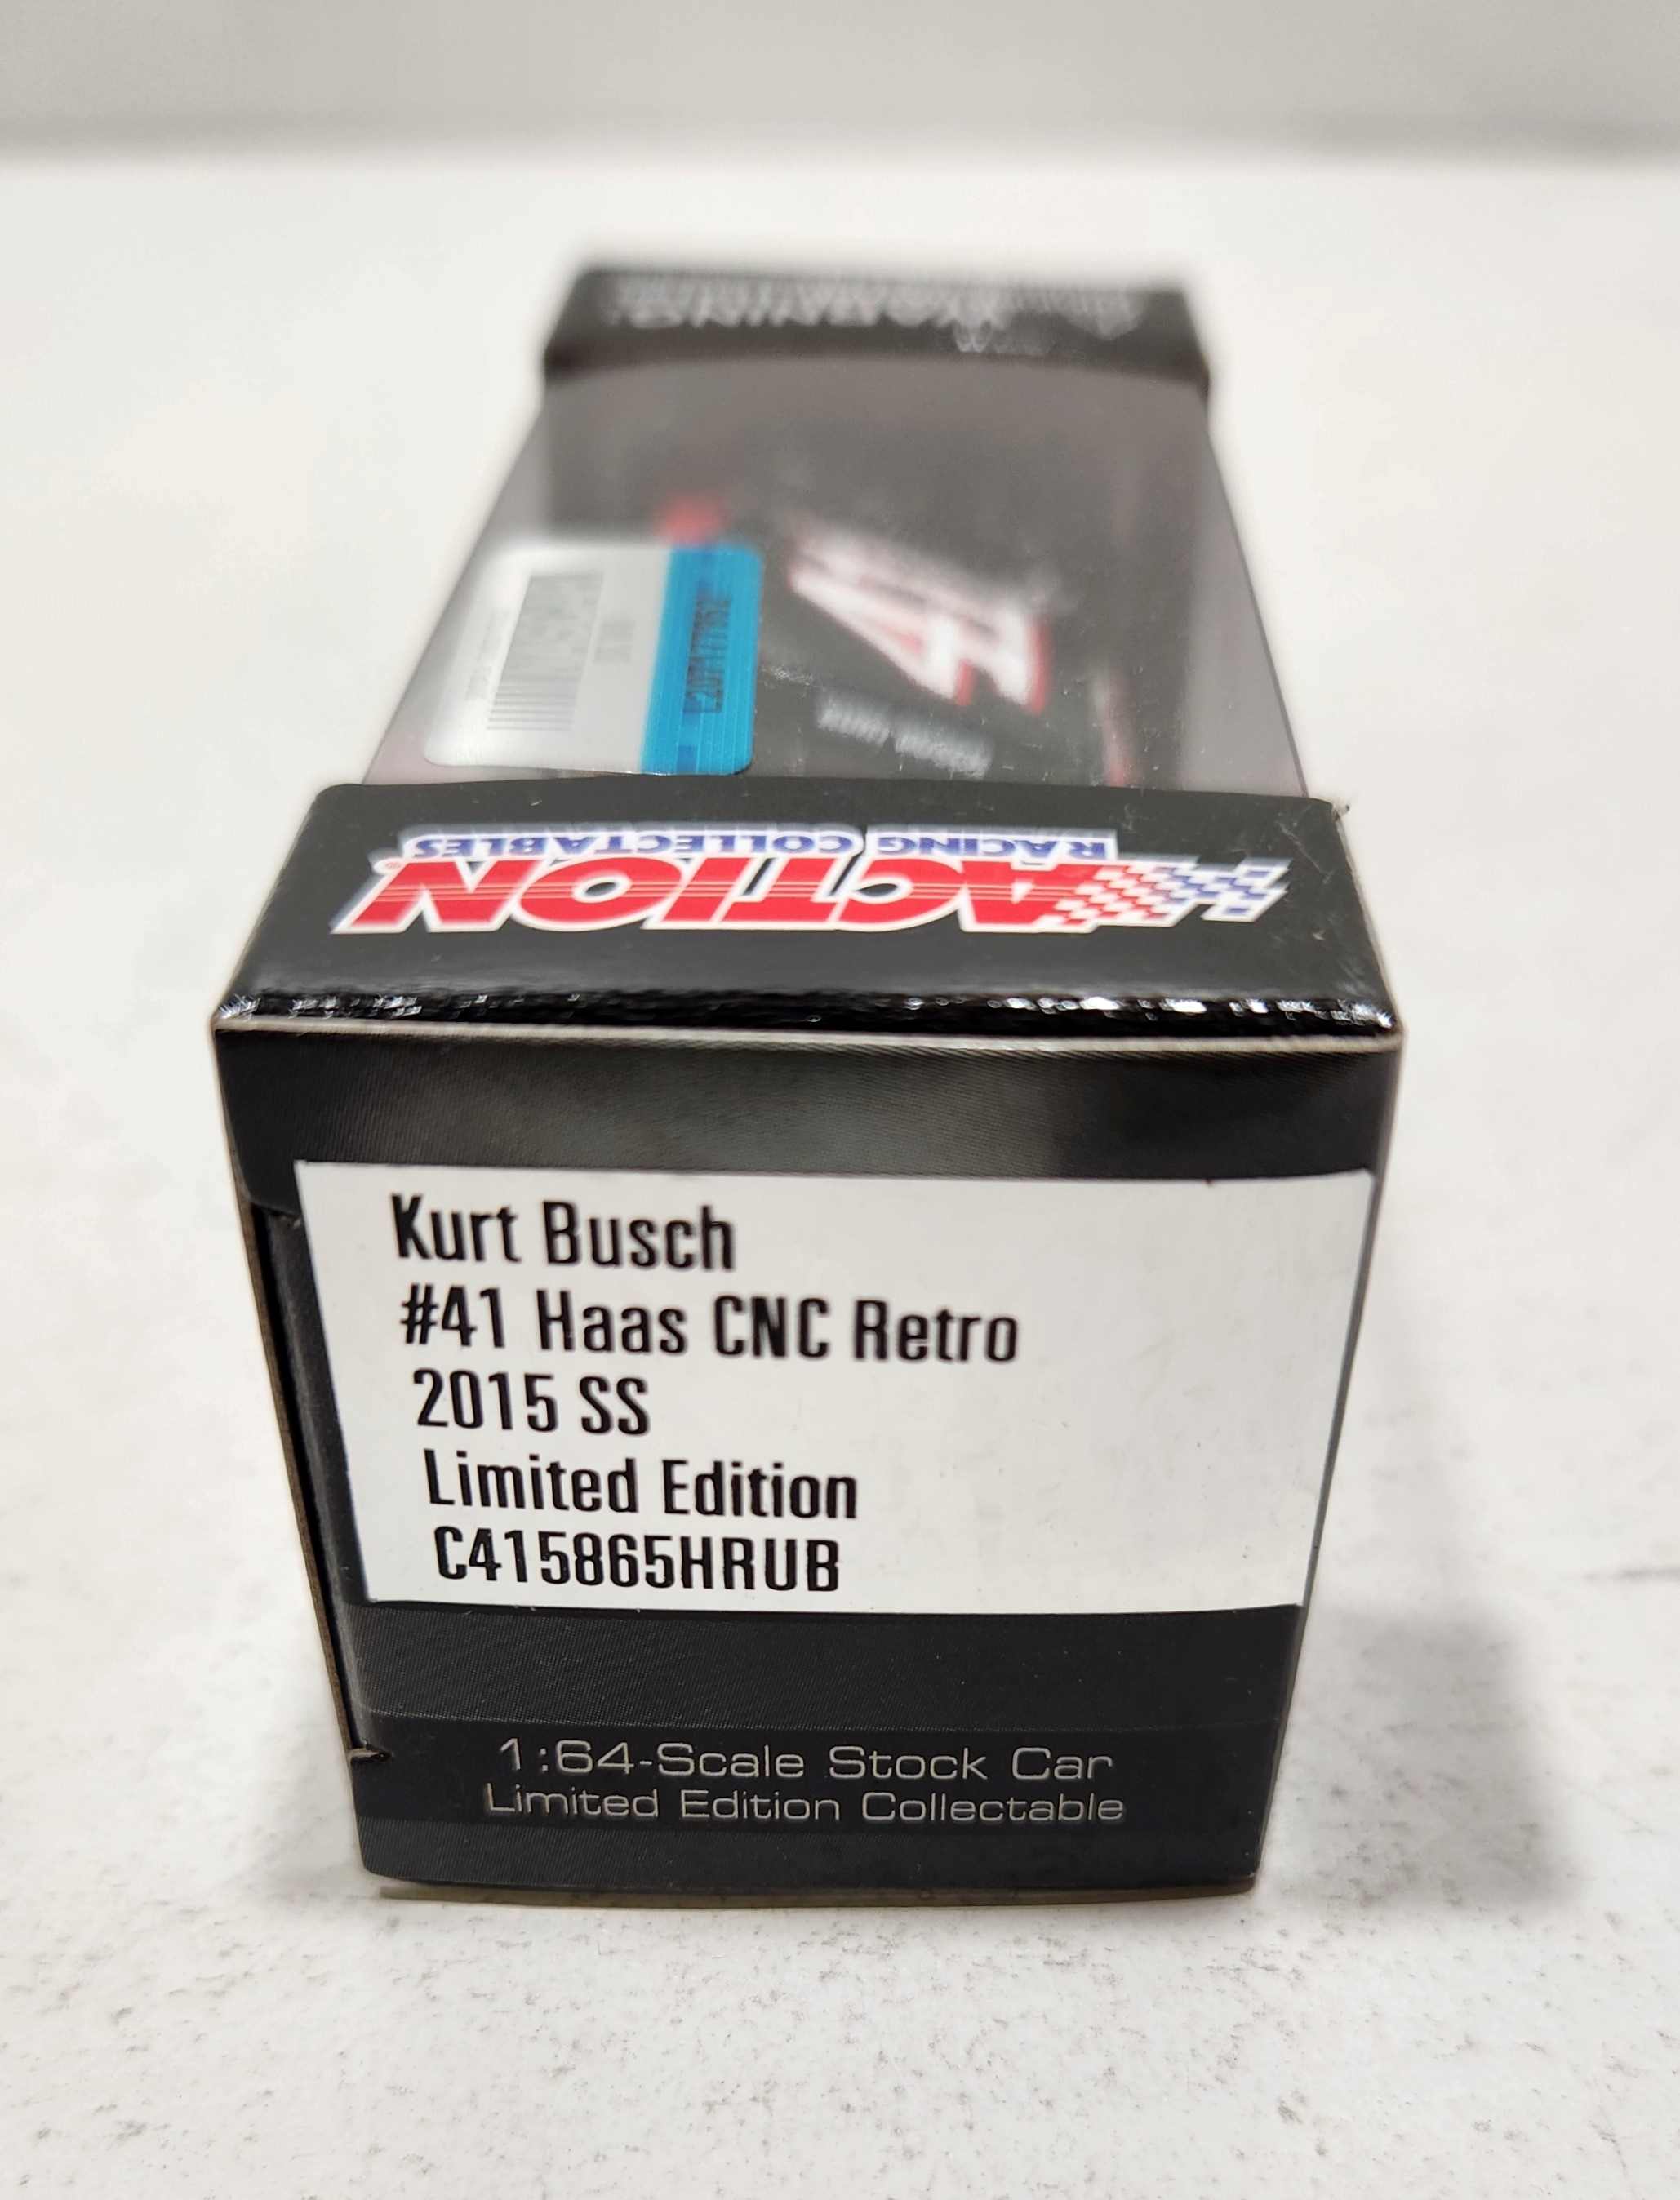 WARNING:
ACTION
RACING COLLECTABLES
Kurt Busch
#41 Haas CNC Retro
2015 SS
Limited Edition
C415865HRUB
1:64-Scale Stock Car
Limited Edition Collectable